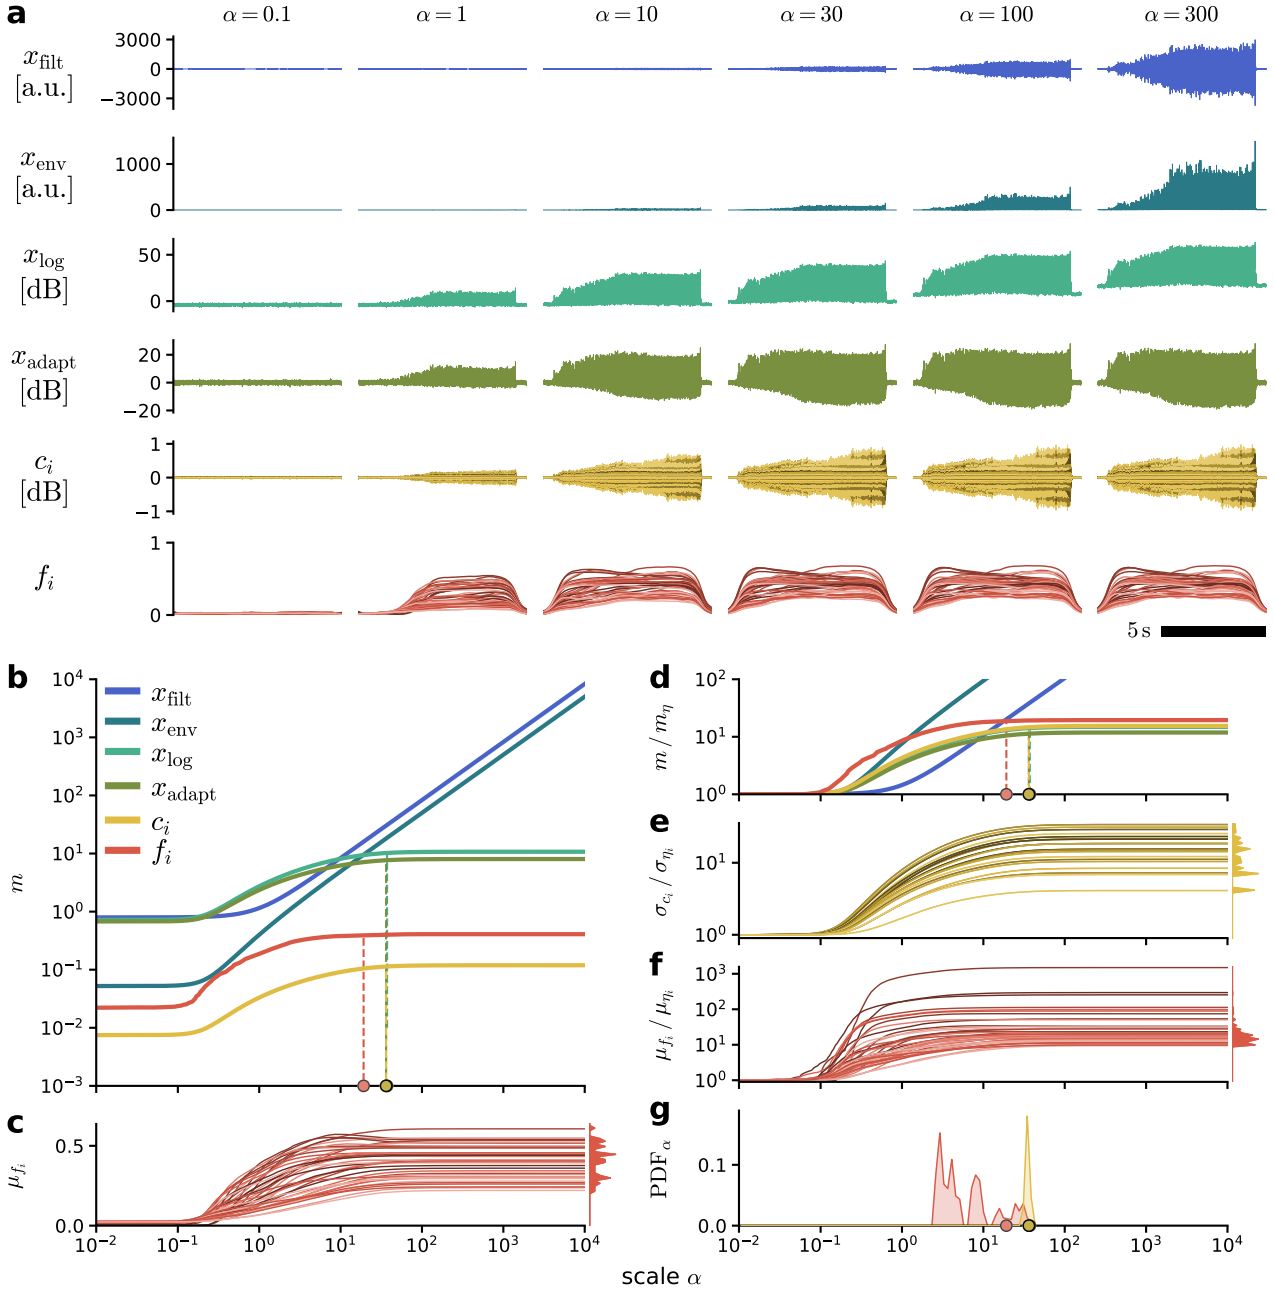 a
α = 0.1 α = 1 α = 10 α = 30 α = 100 α = 300
x_filt
[a.u.]
3000
0
−3000
x_env
[a.u.]
1000
0
x_log
[dB]
50
0
x_adapt
[dB]
20
0
−20
c_i
[dB]
1
0
−1
f_i
1
0
5 s
b
m
10^4
10^3
10^2
10^1
10^0
10^−1
10^−2
10^−3
x_filt
x_env
x_log
x_adapt
c_i
f_i
c
μ_f_i
0.5
0.0
10^−2 10^−1 10^0 10^1 10^2 10^3 10^4
d
m / m_η
10^2
10^1
10^0
e
σ_c_i / σ_η_i
10^1
10^0
f
μ_f_i / μ_η_i
10^3
10^2
10^1
10^0
g
PDF_α
0.1
0.0
10^−2 10^−1 10^0 10^1 10^2 10^3 10^4
scale α